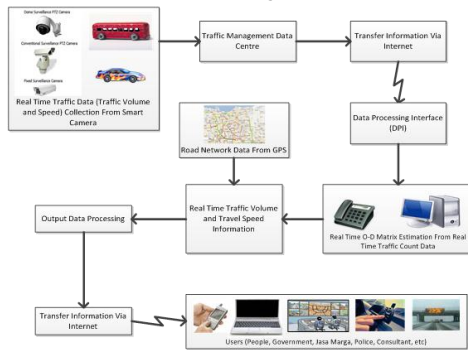 Dome Surveillance PTZ Camera
Conventional Surveillance PTZ Camera
Fixed Surveillance Camera
Real Time Traffic Data (Traffic Volume
and Speed) Collection From Smart
Camera
Traffic Management Data
Centre
Transfer Information Via
Internet
Road Network Data From GPS
Data Processing Interface
(DPI)
Output Data Processing
Real Time Traffic Volume
and Travel Speed
Information
Real Time O-D Matrix Estimation From Real
Time Traffic Count Data
Transfer Information Via
Internet
Users (People, Government, Jasa Marga, Police, Consultant, etc)